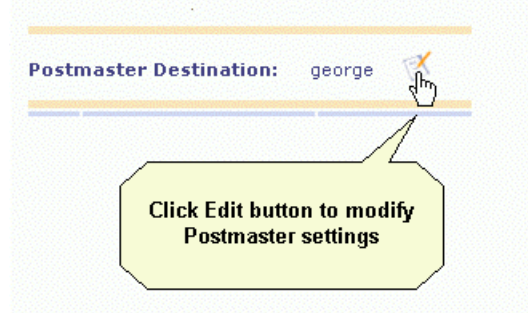 Postmaster Destination: george
Click Edit button to modify
Postmaster settings